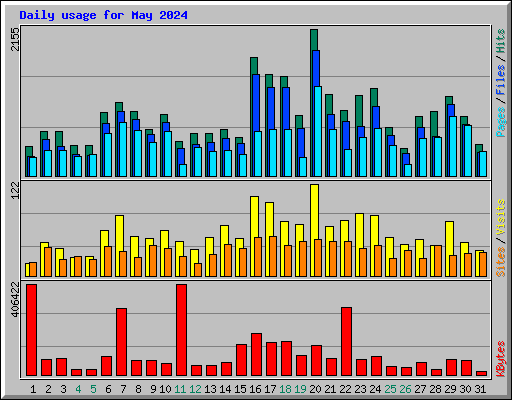 Daily usage for May 2024
2155
Pages / Files / Hits
122
Sites / Visits
406422
KBytes
1 2 3 4 5 6 7 8 9 10 11 12 13 14 15 16 17 18 19 20 21 22 23 24 25 26 27 28 29 30 31